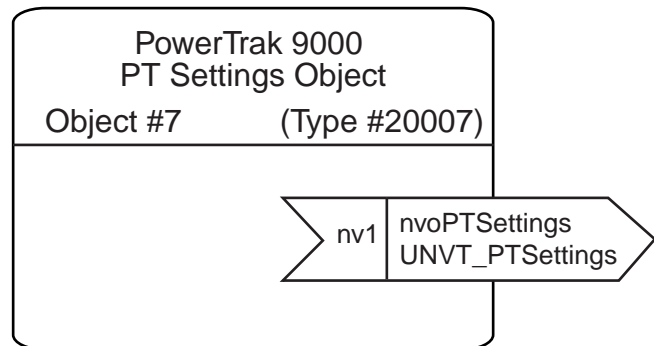 PowerTrak 9000
PT Settings Object
Object #7 (Type #20007)
nv1 nvoPTSettings
UNVT_PTSettings